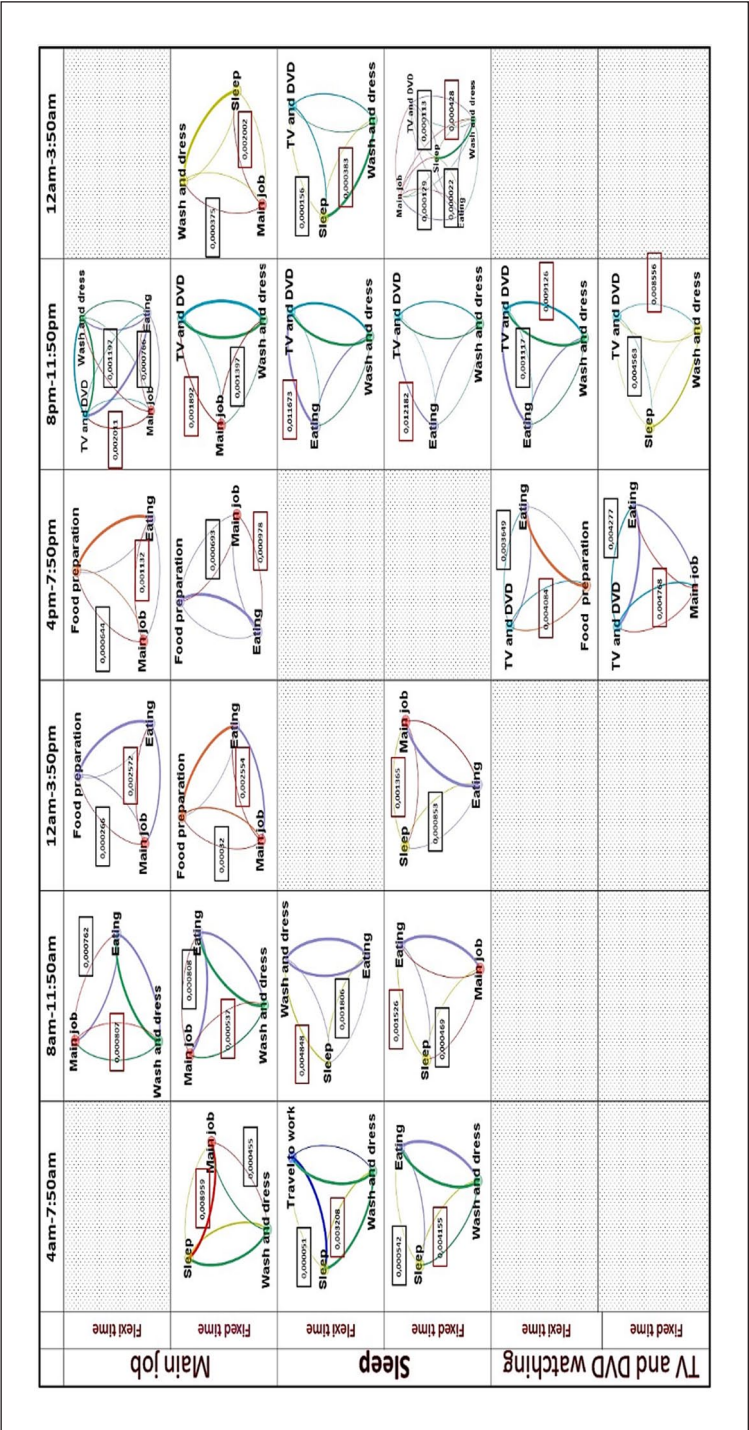 4am-7:50am
8am-11:50am
12am-3:50pm
4pm-7:50pm
8pm-11:50pm
12am-3:50am
Main job
Flexi time
Main job
0,000762
Eating
0,000807
Wash and dress
Food preparation
0,000266
0,002572
Eating
Main job
Food preparation
0,000644
0,001132
Eating
Main job
TV and DVD
Wash and dress
0,001192
0,002011
0,000766
Eating
Main job
Fixed time
Sleep
0,008959
Main job
0,000455
Wash and dress
Main job
0,000808
Eating
0,000537
Wash and dress
Food preparation
0,00032
0,002554
Eating
Main job
Food preparation
0,000693
Main job
0,000978
Eating
TV and DVD
0,001892
Main job
0,001397
Wash and dress
Wash and dress
0,000375
Sleep
0,002002
Main job
Sleep
Flexi time
Travel to work
0,000051
Sleep
0,003208
Wash and dress
Wash and dress
0,004848
Sleep
0,001806
Eating
TV and DVD
0,011673
Eating
Wash and dress
TV and DVD
0,000156
Sleep
0,000383
Wash and dress
Fixed time
Eating
0,000542
Sleep
0,004155
Wash and dress
Eating
0,001526
Sleep
0,000469
Main job
Main job
0,001365
Sleep
0,000853
Eating
TV and DVD
0,012182
Eating
Wash and dress
Main job
TV and DVD
0,000129
0,000113
Sleep
0,000022
0,000428
Eating
Wash and dress
TV and DVD watching
Flexi time
TV and DVD
0,003649
Eating
0,004084
Food preparation
TV and DVD
0,001117
0,009126
Eating
Wash and dress
Fixed time
TV and DVD
0,004277
Eating
0,004768
Main job
TV and DVD
0,004563
0,008556
Sleep
Wash and dress